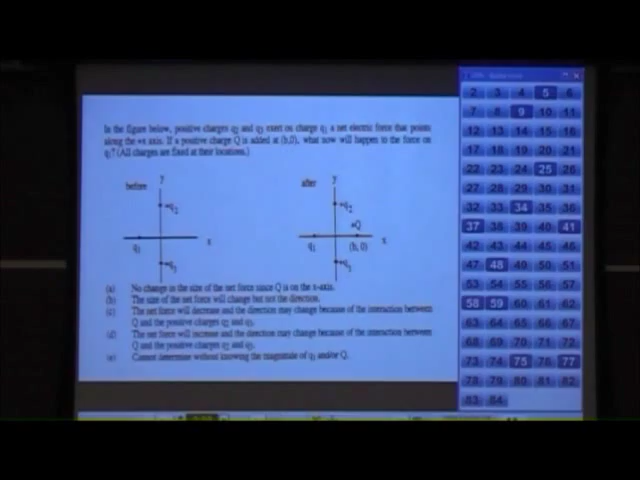 In the figure below, positive charges q2 and q3 exert on charge q1 a net electric force that points
along the +x axis. If a positive charge Q is added at (b,0), what now will happen to the force on
q1? (All charges are fixed at their locations.)
before
y
+q2
q1
x
+q3
after
y
+q2
+Q
q1
(b, 0)
x
+q3
(a) No change in the size of the net force since Q is on the x-axis.
(b) The size of the net force will change but not the direction.
(c) The net force will decrease and the direction may change because of the interaction between
Q and the positive charges q2 and q3.
(d) The net force will increase and the direction may change because of the interaction between
Q and the positive charges q2 and q3.
(e) Cannot determine without knowing the magnitude of q1 and/or Q.
2 3 4 5 6
7 8 9 10 11
12 13 14 15 16
17 18 19 20 21
22 23 24 25 26
27 28 29 30 31
32 33 34 35 36
37 38 39 40 41
42 43 44 45 46
47 48 49 50 51
53 54 55 56 57
58 59 60 61 62
63 64 65 66 67
68 69 70 71 72
73 74 75 76 77
78 79 80 81 82
83 84